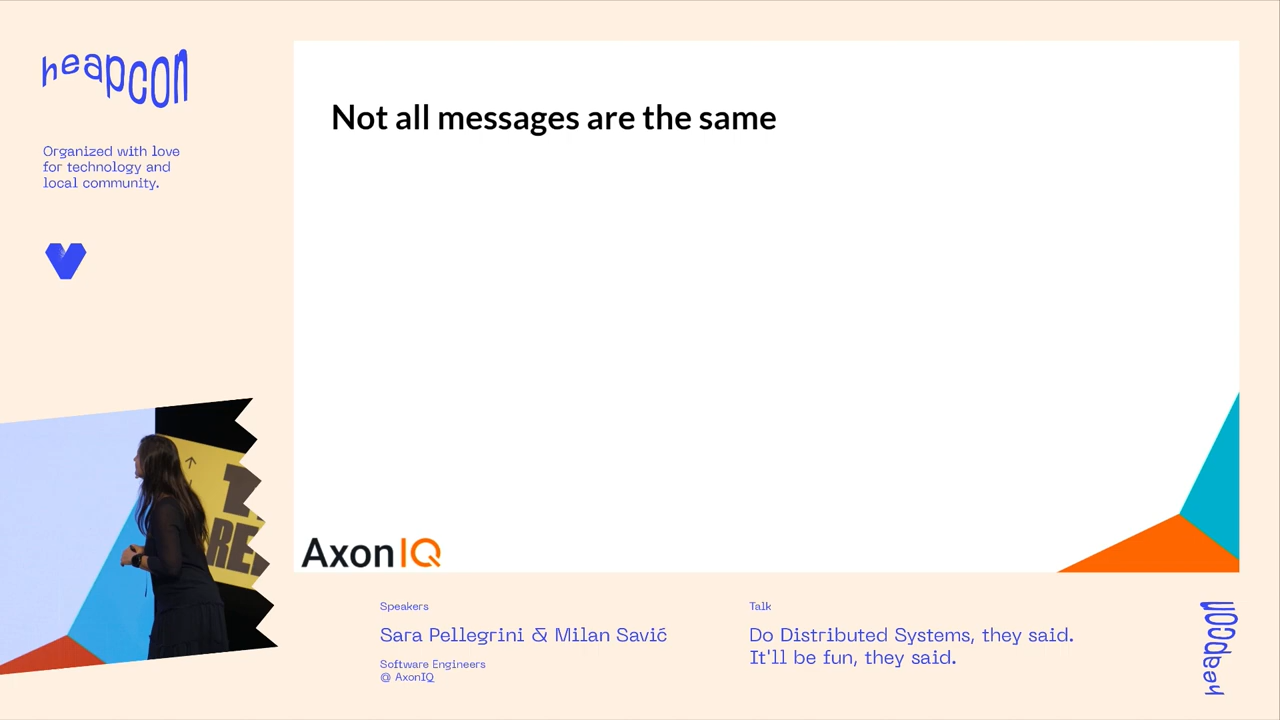 heapcon
Organized with love
for technology and
local community.
Not all messages are the same
AxonIQ
Speakers
Sara Pellegrini & Milan Savić
Software Engineers
@ AxonIQ
Talk
Do Distributed Systems, they said.
It'll be fun, they said.
heapcon